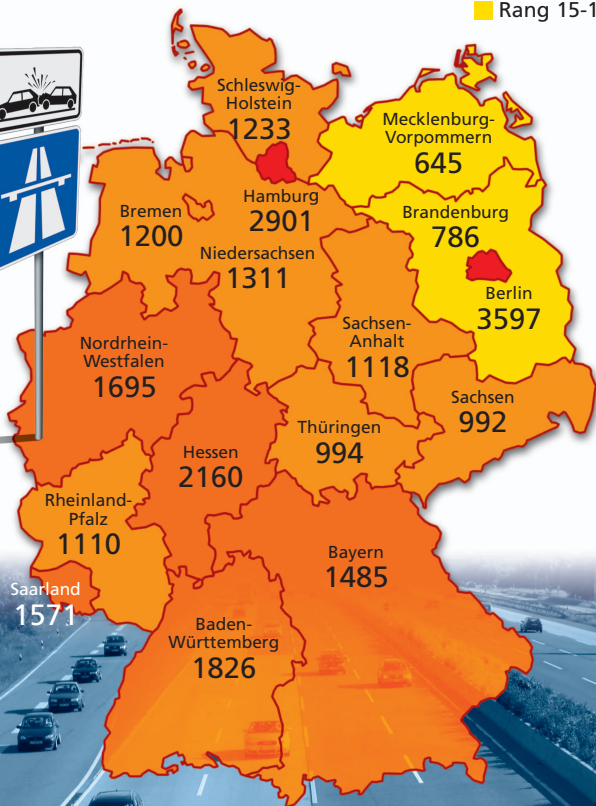 Rang 15-1
Schleswig-
Holstein
1233
Mecklenburg-
Vorpommern
645
Hamburg
2901
Bremen
1200
Brandenburg
786
Niedersachsen
1311
Berlin
3597
Sachsen-
Anhalt
1118
Nordrhein-
Westfalen
1695
Sachsen
992
Thüringen
994
Hessen
2160
Rheinland-
Pfalz
1110
Bayern
1485
Saarland
1571
Baden-
Württemberg
1826